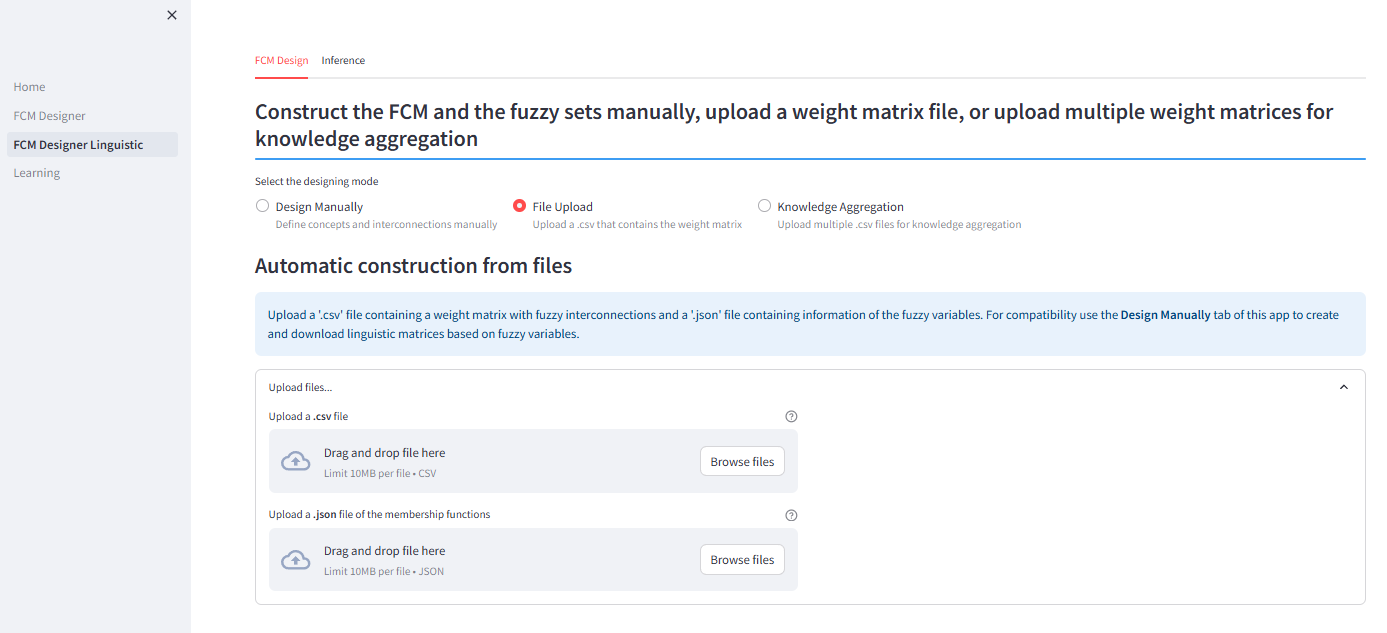 Home
FCM Designer
FCM Designer Linguistic
Learning
FCM Design Inference
Construct the FCM and the fuzzy sets manually, upload a weight matrix file, or upload multiple weight matrices for
knowledge aggregation
Select the designing mode
Design Manually File Upload Knowledge Aggregation
Define concepts and interconnections manually Upload a .csv that contains the weight matrix Upload multiple .csv files for knowledge aggregation
Automatic construction from files
Upload a '.csv' file containing a weight matrix with fuzzy interconnections and a '.json' file containing information of the fuzzy variables. For compatibility use the Design Manually tab of this app to create
and download linguistic matrices based on fuzzy variables.
Upload files...
Upload a .csv file
Drag and drop file here
Limit 10MB per file • CSV
Browse files
Upload a .json file of the membership functions
Drag and drop file here
Limit 10MB per file • JSON
Browse files